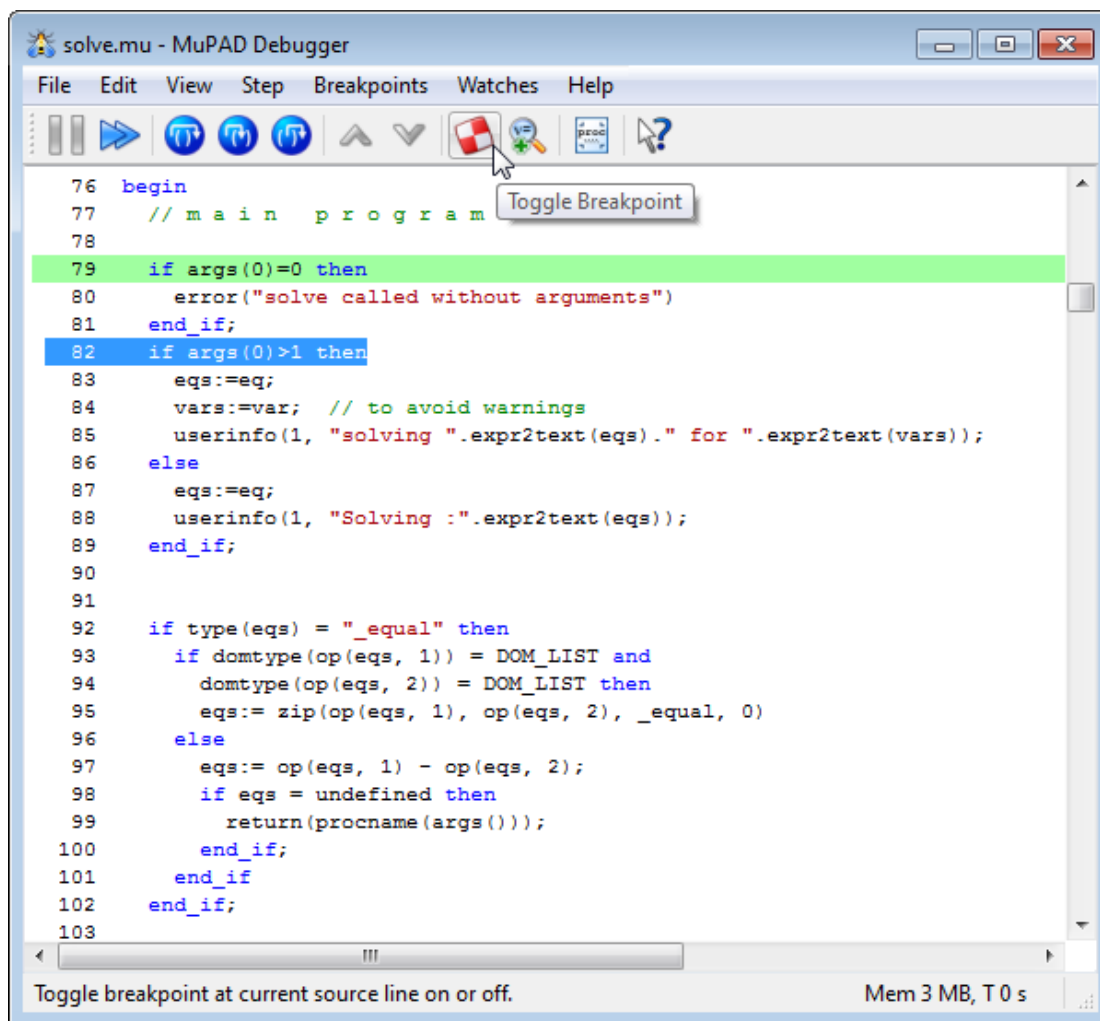 solve.mu - MuPAD Debugger
File Edit View Step Breakpoints Watches Help
v=
proc
Toggle Breakpoint
76 begin
77 // m a i n p r o g r a m
78
79 if args(0)=0 then
80 error("solve called without arguments")
81 end_if;
82 if args(0)>1 then
83 eqs:=eq;
84 vars:=var; // to avoid warnings
85 userinfo(1, "solving ".expr2text(eqs)." for ".expr2text(vars));
86 else
87 eqs:=eq;
88 userinfo(1, "Solving :".expr2text(eqs));
89 end_if;
90
91
92 if type(eqs) = "_equal" then
93 if domtype(op(eqs, 1)) = DOM_LIST and
94 domtype(op(eqs, 2)) = DOM_LIST then
95 eqs:= zip(op(eqs, 1), op(eqs, 2), _equal, 0)
96 else
97 eqs:= op(eqs, 1) - op(eqs, 2);
98 if eqs = undefined then
99 return(procname(args()));
100 end_if;
101 end_if
102 end_if;
103
Toggle breakpoint at current source line on or off. Mem 3 MB, T 0 s